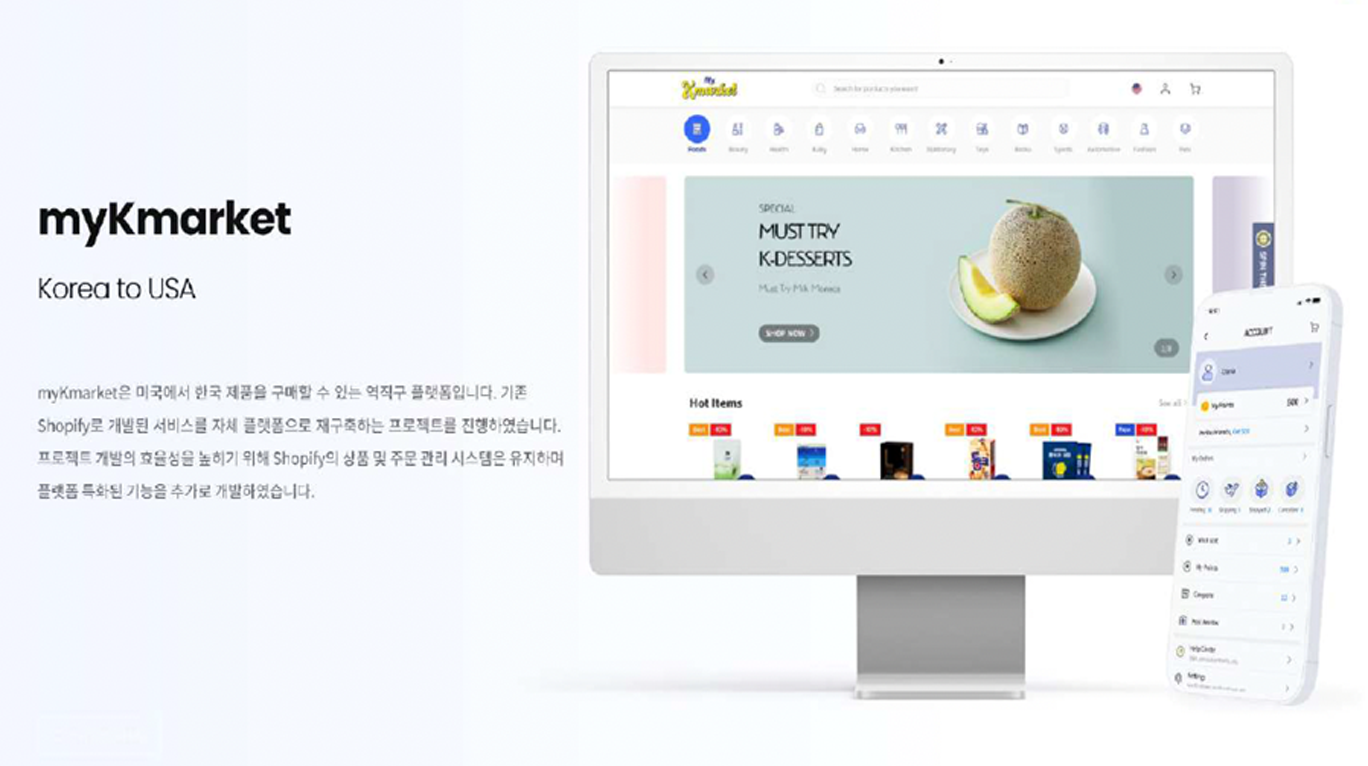 myKmarket
Korea to USA
myKmarket은 미국에서 한국 제품을 구매할 수 있는 역직구 플랫폼입니다. 기존
Shopify로 개발된 서비스를 자체 플랫폼으로 재구축하는 프로젝트를 진행하였습니다.
프로젝트 개발의 효율성을 높히기 위해 Shopify의 상품 및 주문 관리 시스템은 유지하며
플랫폼 특화된 기능을 추가로 개발하였습니다.
My
Kmarket
Search for products you want!
Foods Beauty Health Baby Home Kitchen Stationery Toys Books Sports Automotive Fashion Pets
SPECIAL
MUST TRY
K-DESSERTS
Must Try Milk
SHOP NOW
SPIN THE
Hot Items
See all
Best
ACCOUNT
My Points
500
My Orders
Wish List
My Points
Coupons
Help Center
Setting